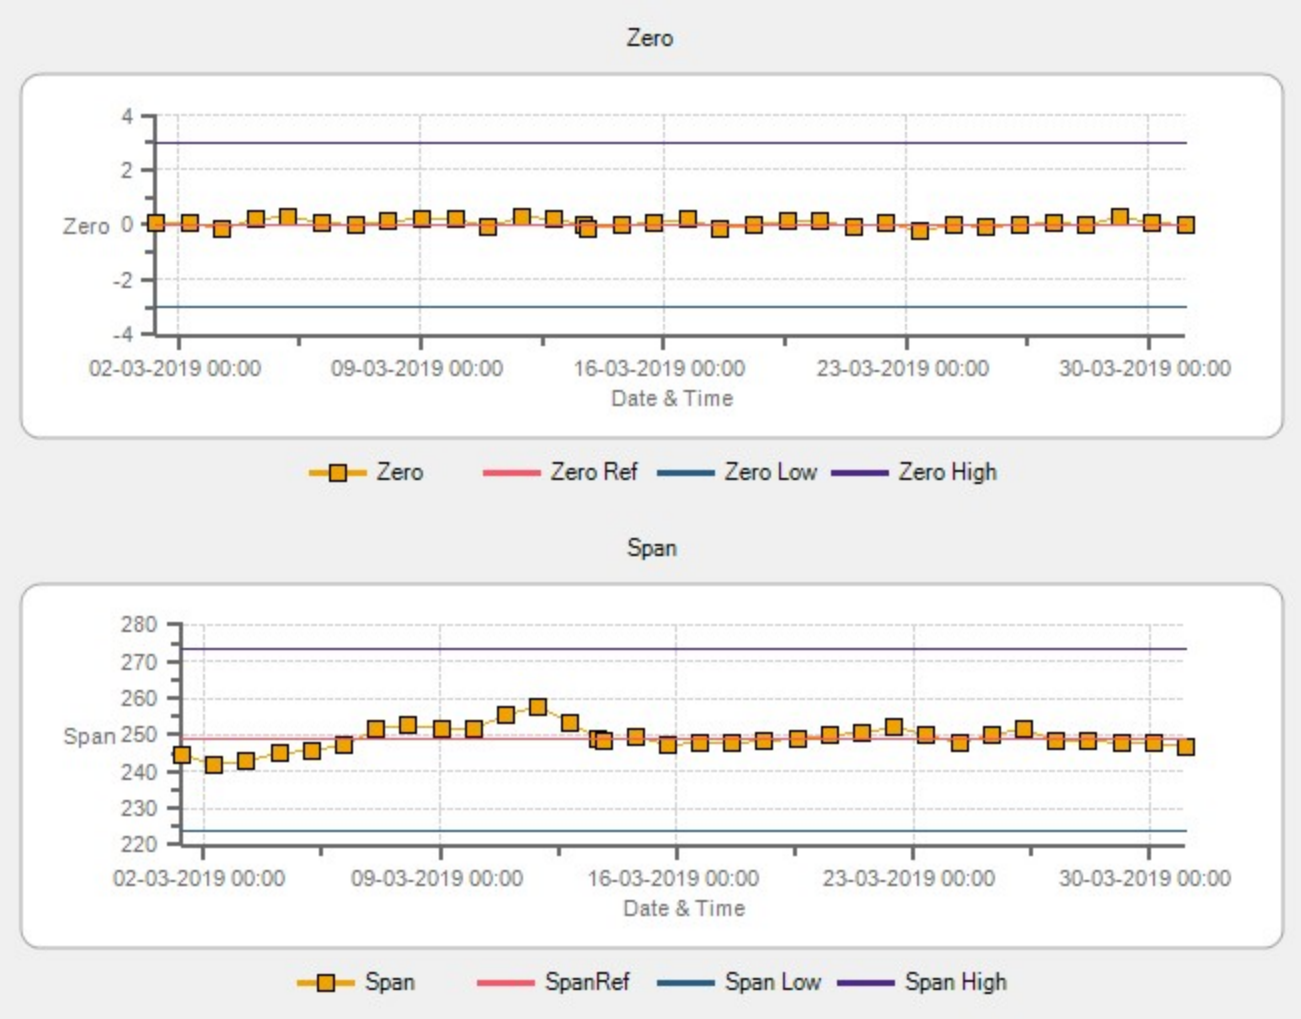 Zero
4
2
Zero 0
-2
-4
02-03-2019 00:00 09-03-2019 00:00 16-03-2019 00:00 23-03-2019 00:00 30-03-2019 00:00
Date & Time
Zero Zero Ref Zero Low Zero High
Span
280
270
260
Span 250
240
230
220
02-03-2019 00:00 09-03-2019 00:00 16-03-2019 00:00 23-03-2019 00:00 30-03-2019 00:00
Date & Time
Span SpanRef Span Low Span High